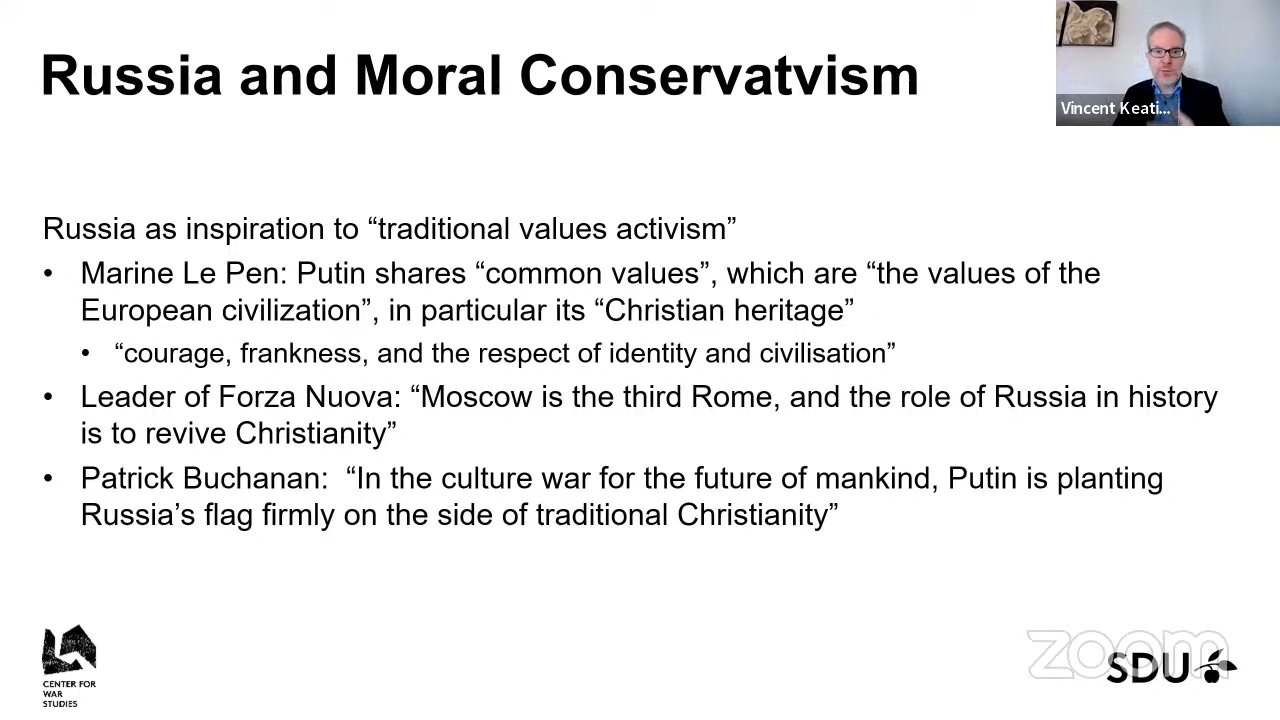 Russia and Moral Conservatvism
Vincent Keati...
Russia as inspiration to “traditional values activism”
• Marine Le Pen: Putin shares “common values”, which are “the values of the
European civilization”, in particular its “Christian heritage”
• “courage, frankness, and the respect of identity and civilisation”
• Leader of Forza Nuova: “Moscow is the third Rome, and the role of Russia in history
is to revive Christianity”
• Patrick Buchanan: “In the culture war for the future of mankind, Putin is planting
Russia’s flag firmly on the side of traditional Christianity”
CENTER FOR
WAR
STUDIES
zoom
SDU